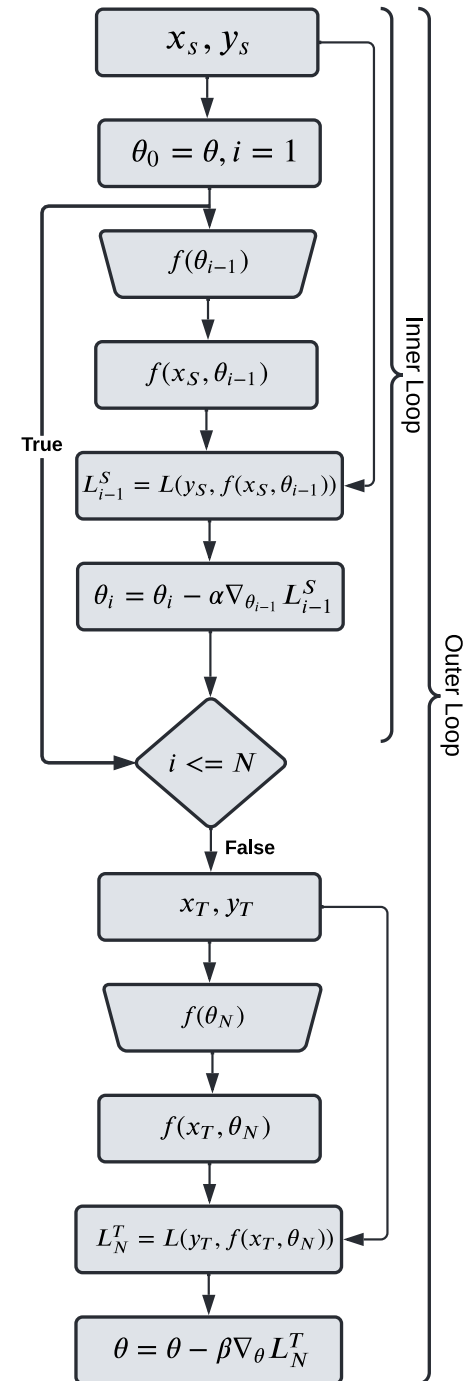 x_s, y_s
θ_0 = θ, i = 1
f(θ_{i−1})
f(x_S, θ_{i−1})
L^S_{i−1} = L(y_S, f(x_S, θ_{i−1}))
θ_i = θ_i − α∇_{θ_{i−1}} L^S_{i−1}
i <= N
True
False
x_T, y_T
f(θ_N)
f(x_T, θ_N)
L^T_N = L(y_T, f(x_T, θ_N))
θ = θ − β∇_θ L^T_N
Inner Loop
Outer Loop